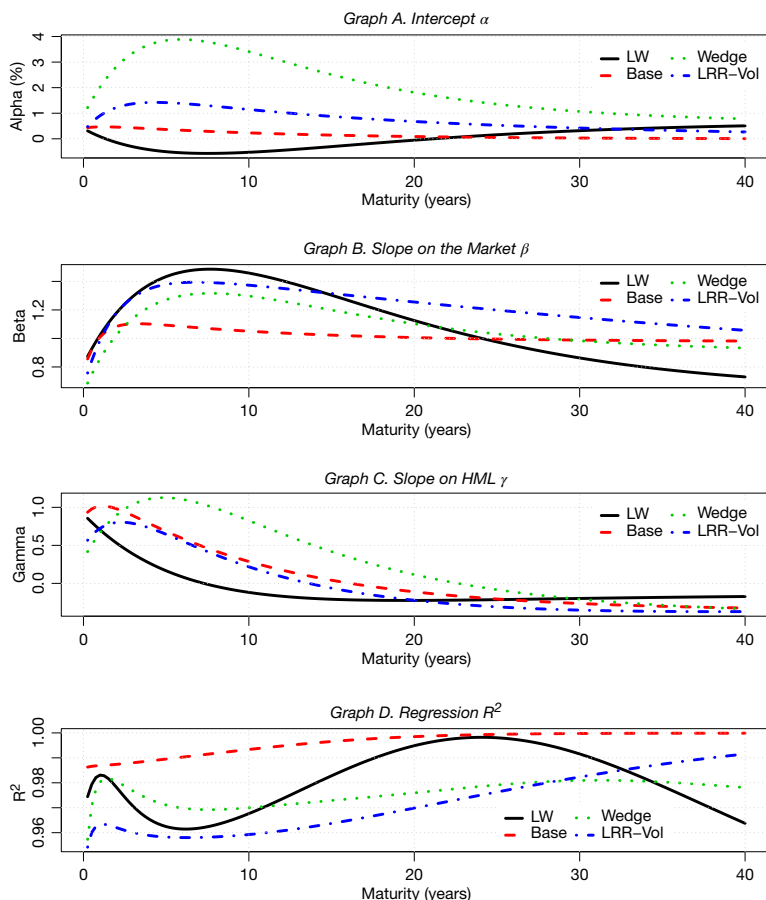 Graph A. Intercept α
Alpha (%)
4
3
2
1
0
LW
Base
Wedge
LRR−Vol
0 10 20 30 40
Maturity (years)
Graph B. Slope on the Market β
Beta
1.2
0.8
LW
Base
Wedge
LRR−Vol
0 10 20 30 40
Maturity (years)
Graph C. Slope on HML γ
Gamma
1.0
0.5
0.0
LW
Base
Wedge
LRR−Vol
0 10 20 30 40
Maturity (years)
Graph D. Regression R²
R²
1.00
0.98
0.96
LW
Base
Wedge
LRR−Vol
0 10 20 30 40
Maturity (years)